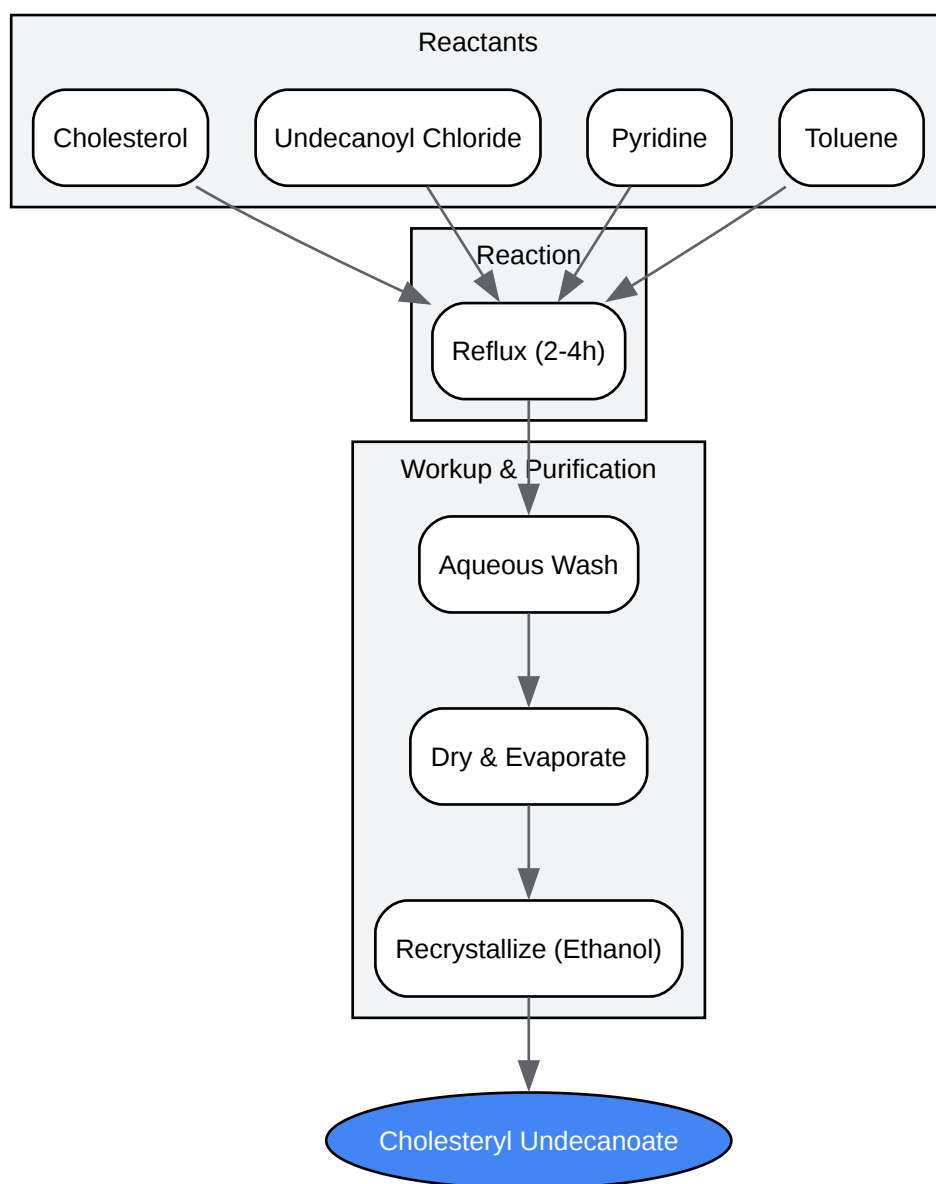 Reactants
Cholesterol
Undecanoyl Chloride
Pyridine
Toluene
Reaction
Reflux (2-4h)
Workup & Purification
Aqueous Wash
Dry & Evaporate
Recrystallize (Ethanol)
Cholesteryl Undecanoate